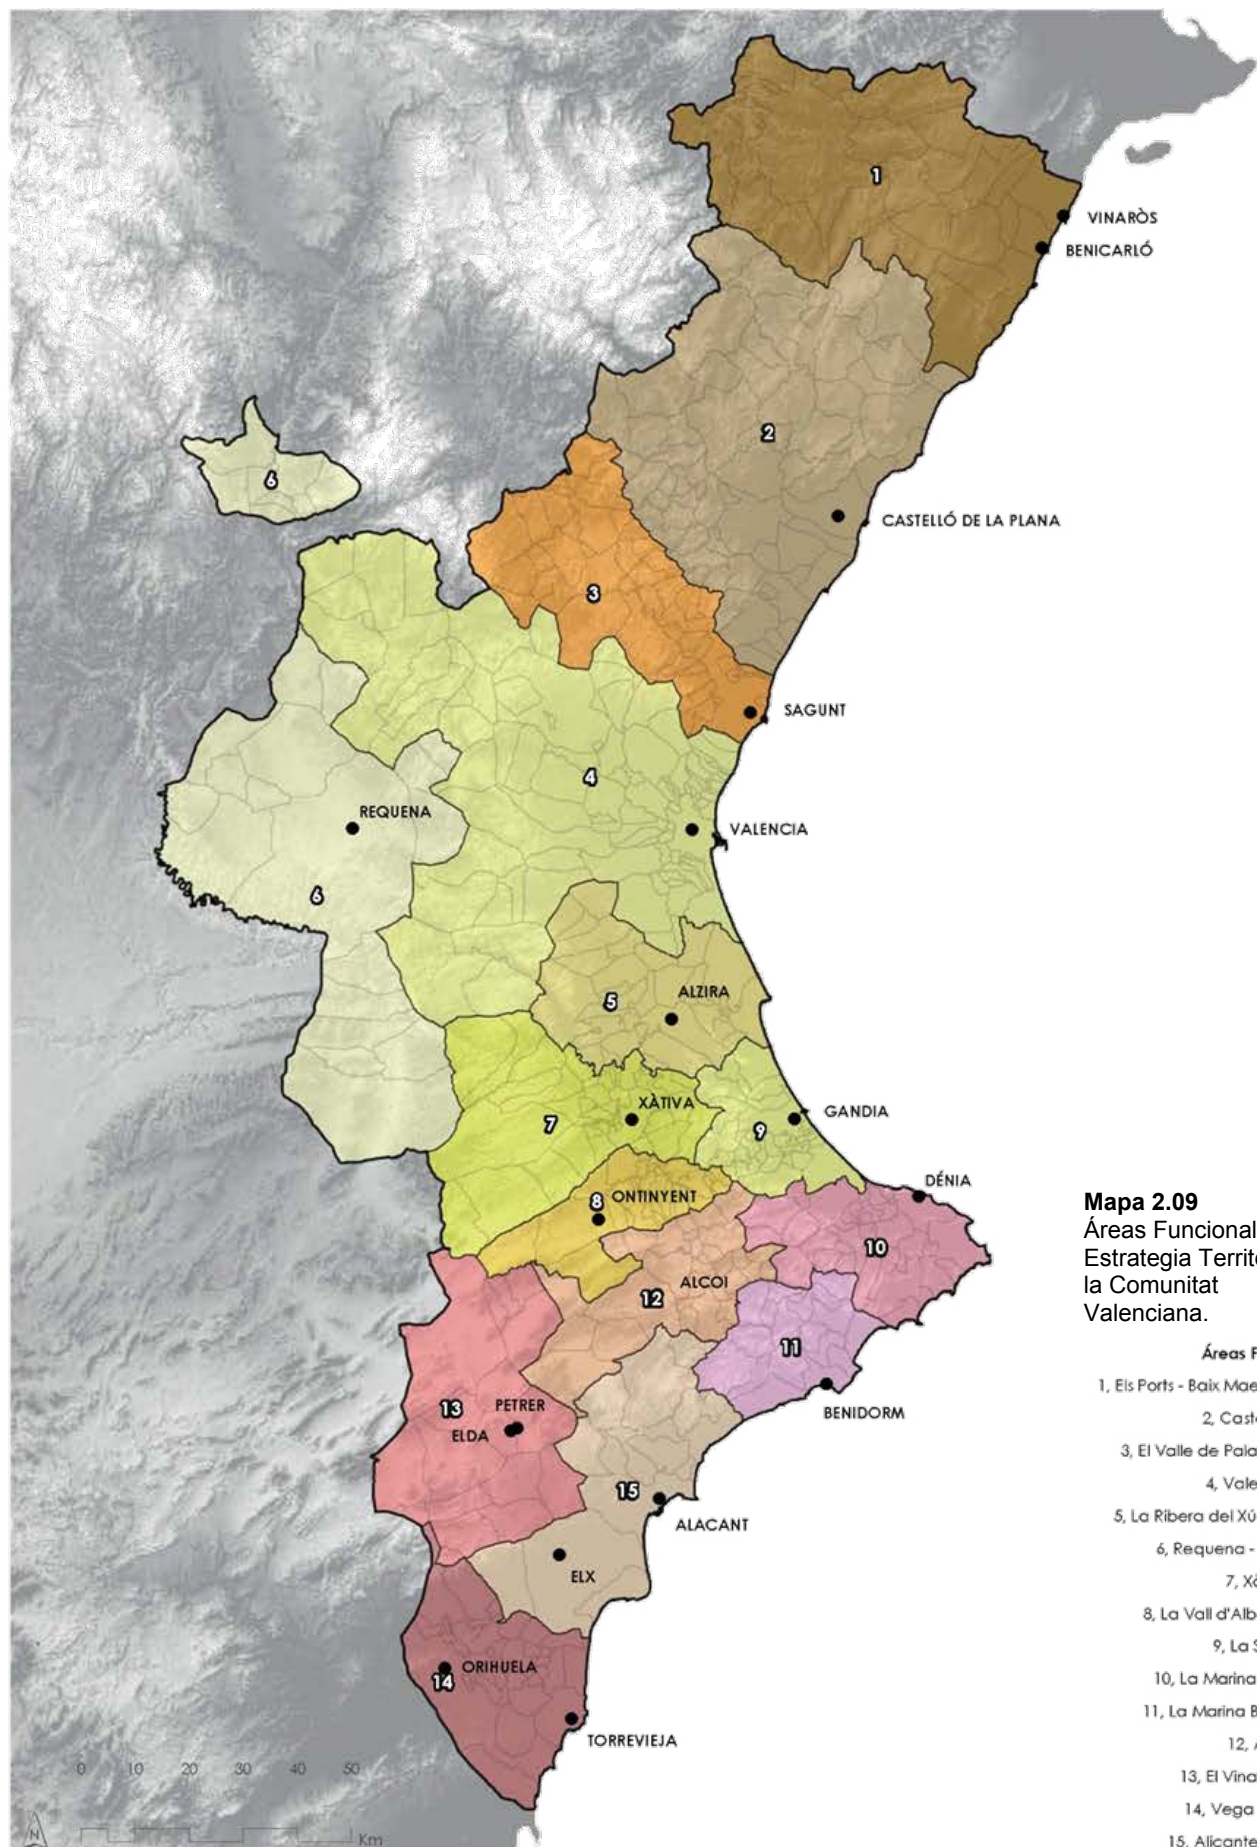 1
VINARÒS
BENICARLÓ
2
6
CASTELLÓ DE LA PLANA
3
SAGUNT
4
REQUENA
VALENCIA
6
5
ALZIRA
XÀTIVA
7
9
GANDIA
8
ONTINYENT
DÉNIA
10
12
ALCOI
11
BENIDORM
13
PETRER
ELDA
15
ALACANT
ELX
ORIHUELA
14
TORREVIEJA
0 10 20 30 40 50
N
Km
Mapa 2.09
Áreas Funcional
Estrategia Territo
la Comunitat
Valenciana.
Áreas F
1, Els Ports - Baix Mae
2, Caste
3, El Valle de Pala
4, Vale
5, La Ribera del Xú
6, Requena -
7, Xà
8, La Vall d'Alb
9, La S
10, La Marina
11, La Marina B
12, A
13, El Vina
14, Vega
15, Alicante